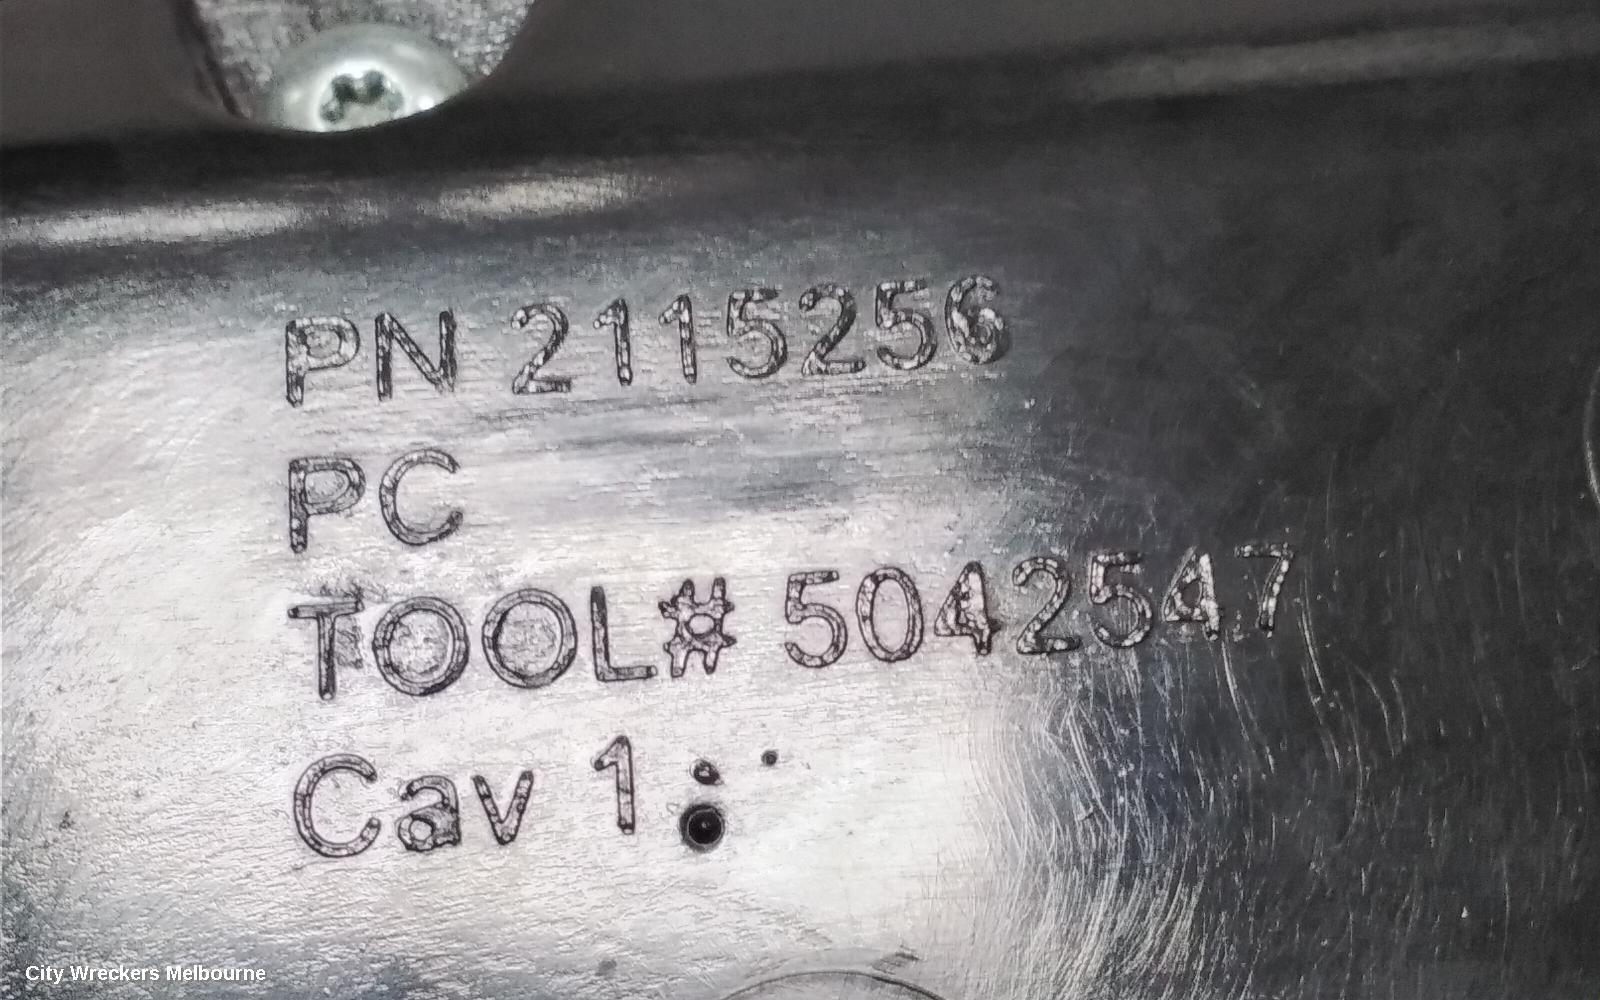 PN 2115256
PC
TOOL# 5042547
Cav 1
City Wreckers Melbourne